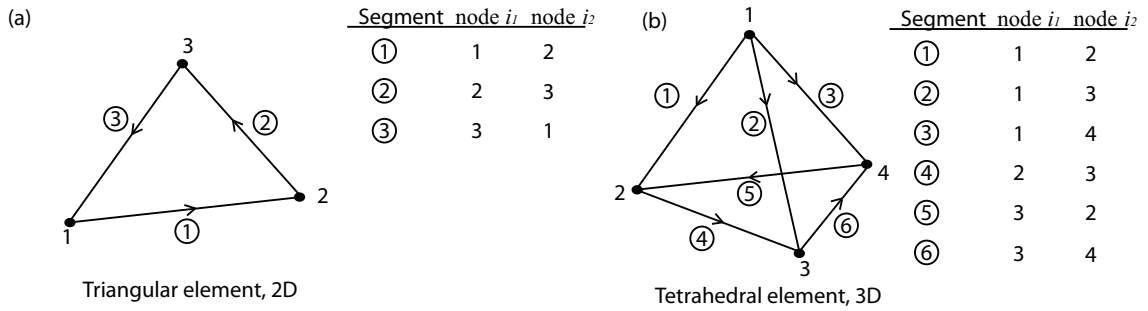 (a)
3
③
②
2
1
①
Triangular element, 2D
Segment node i1 node i2
① 1 2
② 2 3
③ 3 1
(b)
1
①
②
③
2
4
⑤
④
⑥
3
Tetrahedral element, 3D
Segment node i1 node i2
① 1 2
② 1 3
③ 1 4
④ 2 3
⑤ 3 2
⑥ 3 4